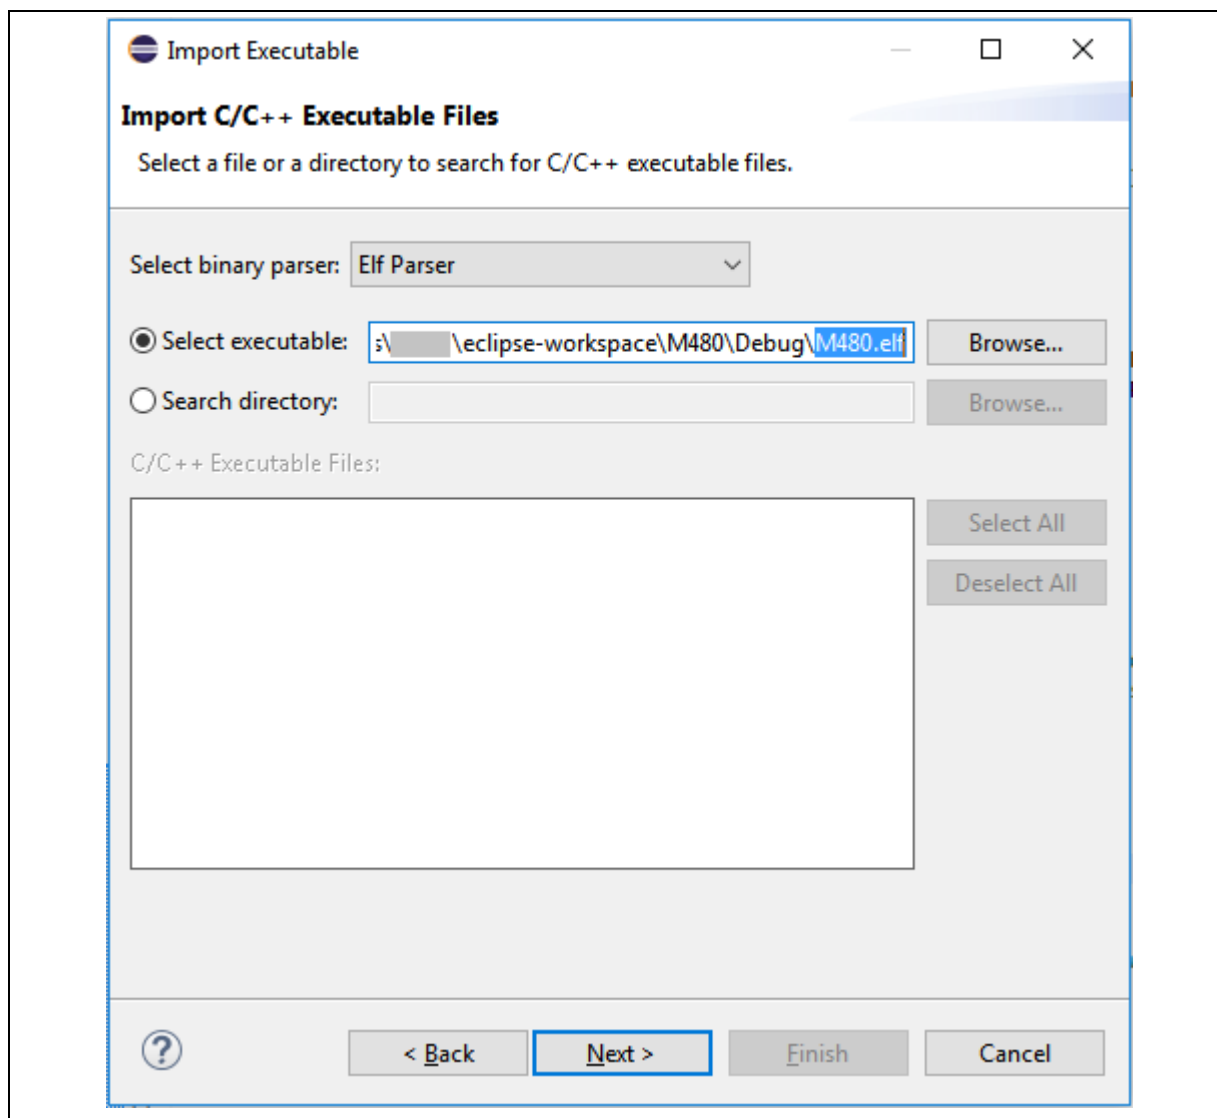 Import Executable
Import C/C++ Executable Files
Select a file or a directory to search for C/C++ executable files.
Select binary parser: Elf Parser
Select executable: \ \eclipse-workspace\M480\Debug\M480.elf Browse...
Search directory: Browse...
C/C++ Executable Files:
Select All
Deselect All
< Back Next > Finish Cancel